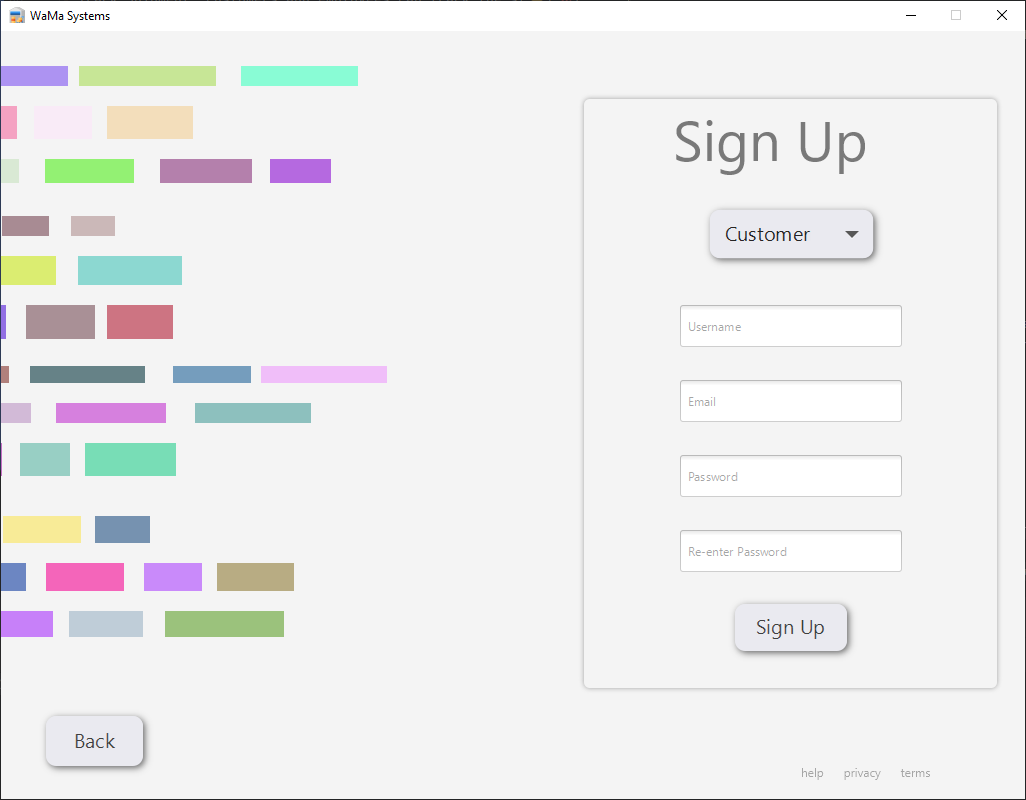 WaMa Systems
Sign Up
Customer
Username
Email
Password
Re-enter Password
Sign Up
Back
help privacy terms